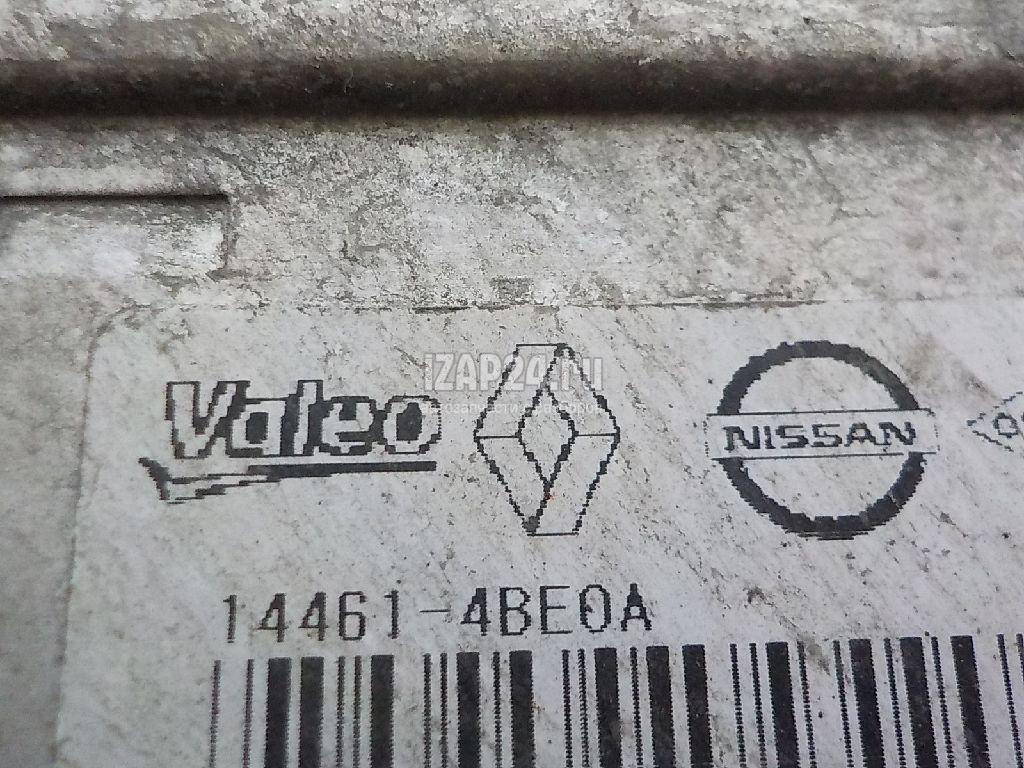 IZAP24.ru
Valeo
NISSAN
14461-4BE0A